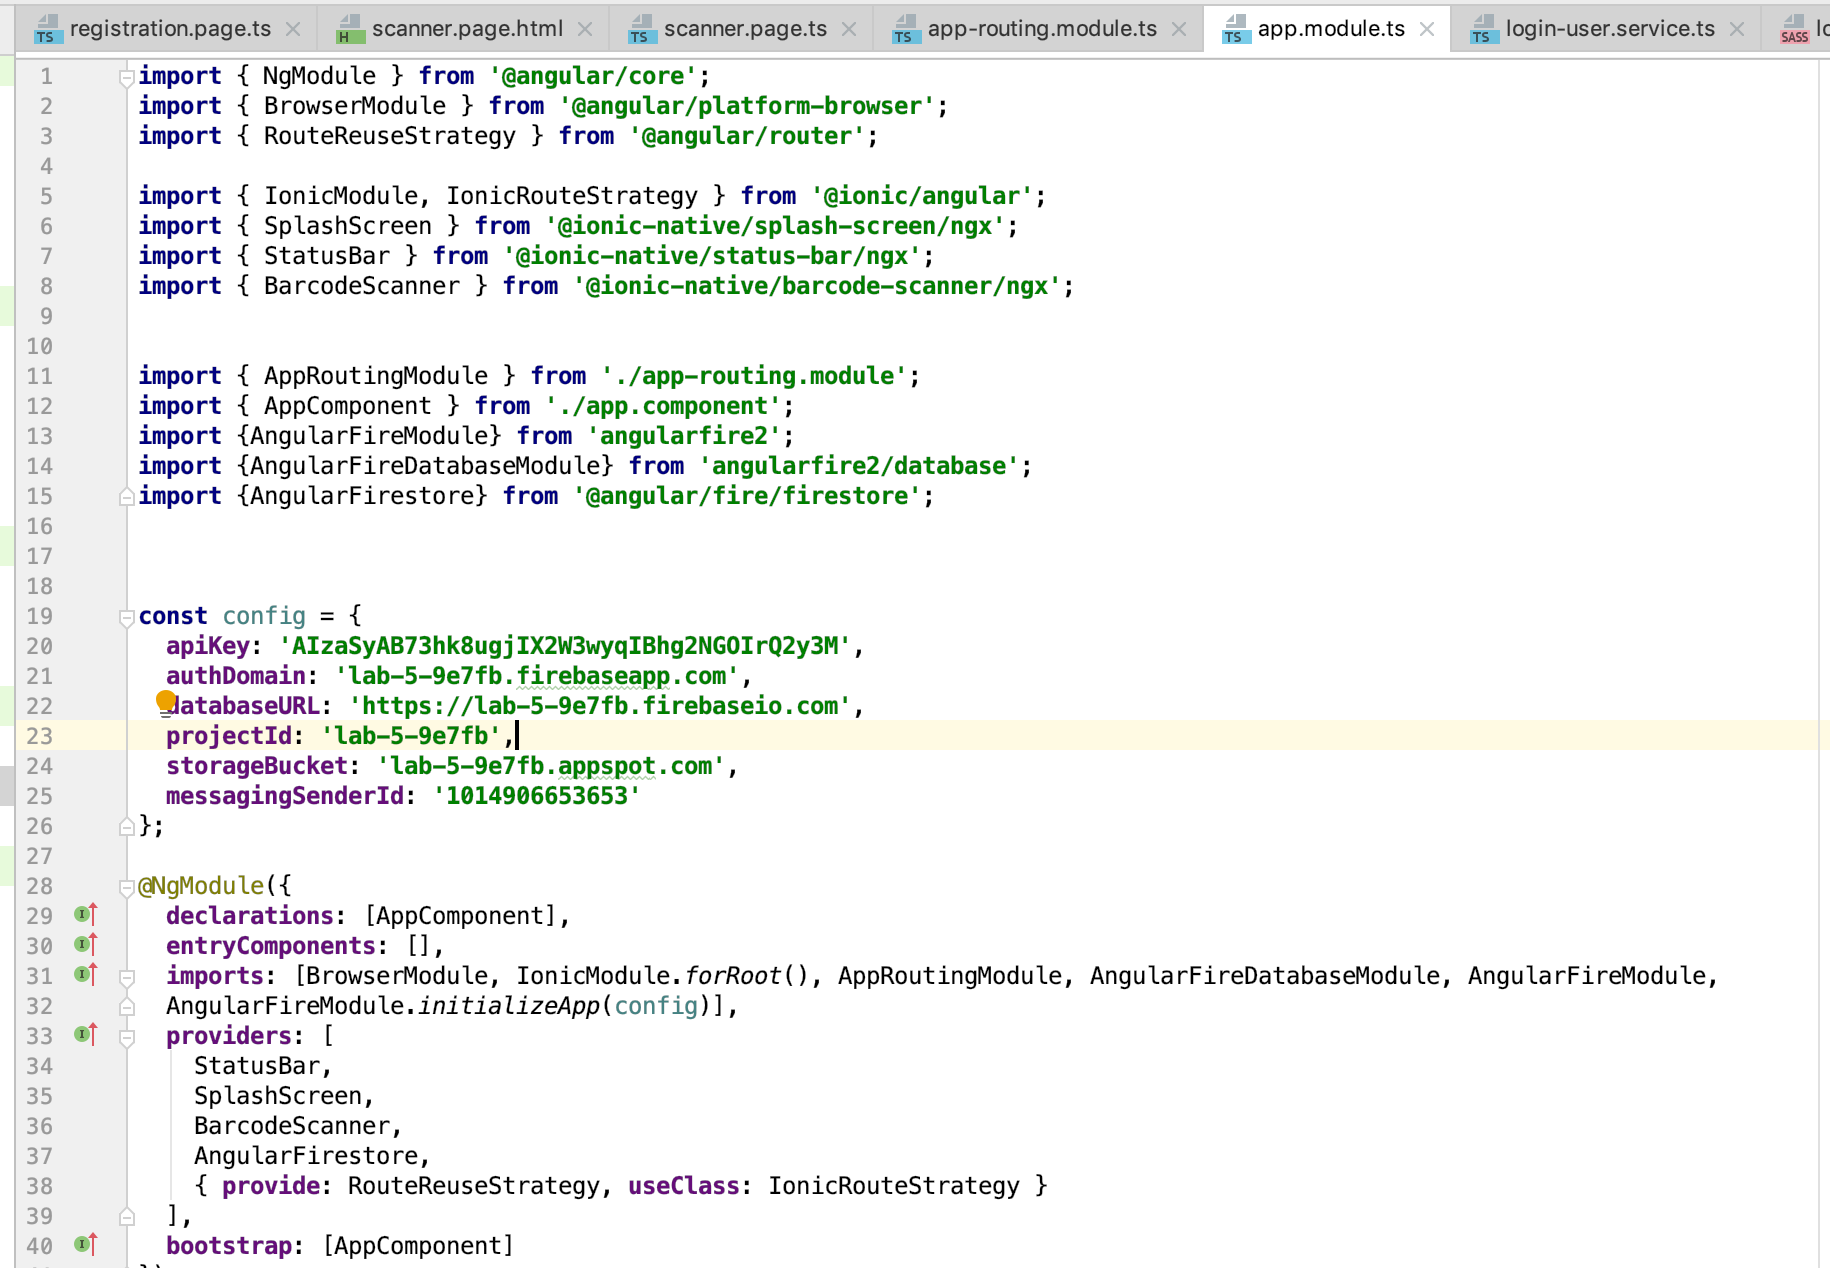 registration.page.ts scanner.page.html scanner.page.ts app-routing.module.ts app.module.ts login-user.service.ts
1 import { NgModule } from '@angular/core';
2 import { BrowserModule } from '@angular/platform-browser';
3 import { RouteReuseStrategy } from '@angular/router';
4
5 import { IonicModule, IonicRouteStrategy } from '@ionic/angular';
6 import { SplashScreen } from '@ionic-native/splash-screen/ngx';
7 import { StatusBar } from '@ionic-native/status-bar/ngx';
8 import { BarcodeScanner } from '@ionic-native/barcode-scanner/ngx';
9
10
11 import { AppRoutingModule } from './app-routing.module';
12 import { AppComponent } from './app.component';
13 import {AngularFireModule} from 'angularfire2';
14 import {AngularFireDatabaseModule} from 'angularfire2/database';
15 import {AngularFirestore} from '@angular/fire/firestore';
16
17
18
19 const config = {
20 apiKey: 'AIzaSyAB73hk8ugjIX2W3wyqIBhg2NGOIrQ2y3M',
21 authDomain: 'lab-5-9e7fb.firebaseapp.com',
22 databaseURL: 'https://lab-5-9e7fb.firebaseio.com',
23 projectId: 'lab-5-9e7fb',
24 storageBucket: 'lab-5-9e7fb.appspot.com',
25 messagingSenderId: '1014906653653'
26 };
27
28 @NgModule({
29 declarations: [AppComponent],
30 entryComponents: [],
31 imports: [BrowserModule, IonicModule.forRoot(), AppRoutingModule, AngularFireDatabaseModule, AngularFireModule,
32 AngularFireModule.initializeApp(config)],
33 providers: [
34 StatusBar,
35 SplashScreen,
36 BarcodeScanner,
37 AngularFirestore,
38 { provide: RouteReuseStrategy, useClass: IonicRouteStrategy }
39 ],
40 bootstrap: [AppComponent]